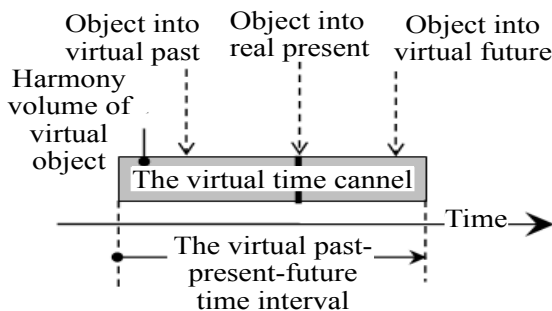 Object into
virtual past
Object into
real present
Object into
virtual future
Harmony
volume of
virtual
object
The virtual time cannel
Time
The virtual past-
present-future
time interval